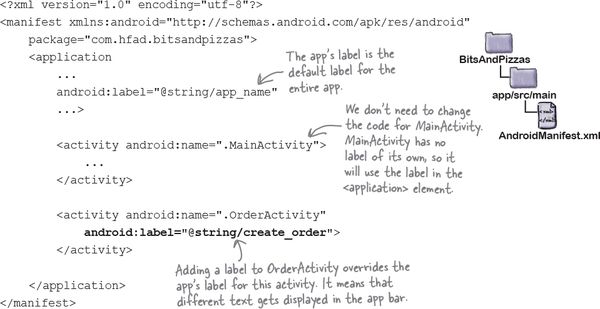 <?xml version="1.0" encoding="utf-8"?>
<manifest xmlns:android="http://schemas.android.com/apk/res/android"
package="com.hfad.bitsandpizzas">
<application
...
android:label="@string/app_name"
...>
The app's label is the
default label for the
entire app.
BitsAndPizzas
app/src/main
<xml>
</xml>
AndroidManifest.xml
<activity android:name=".MainActivity">
...
</activity>
We don't need to change
the code for MainActivity.
MainActivity has no
label of its own, so it
will use the label in the
<application> element.
<activity android:name=".OrderActivity"
android:label="@string/create_order">
</activity>
Adding a label to OrderActivity overrides the
app's label for this activity. It means that
different text gets displayed in the app bar.
</application>
</manifest>